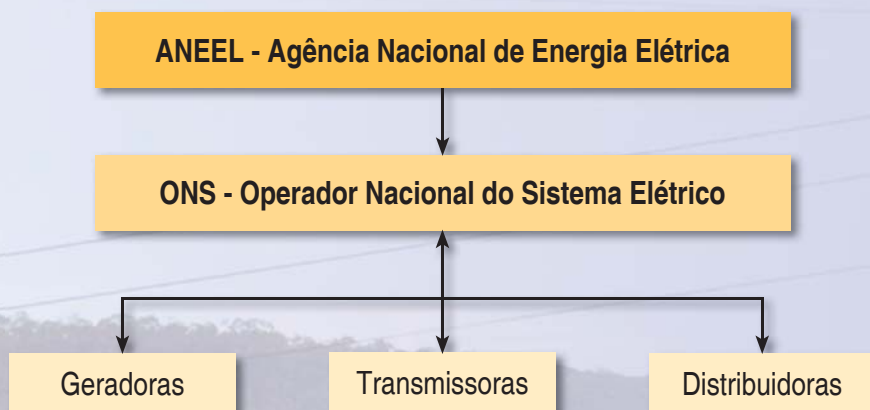 ANEEL - Agência Nacional de Energia Elétrica
ONS - Operador Nacional do Sistema Elétrico
Geradoras
Transmissoras
Distribuidoras